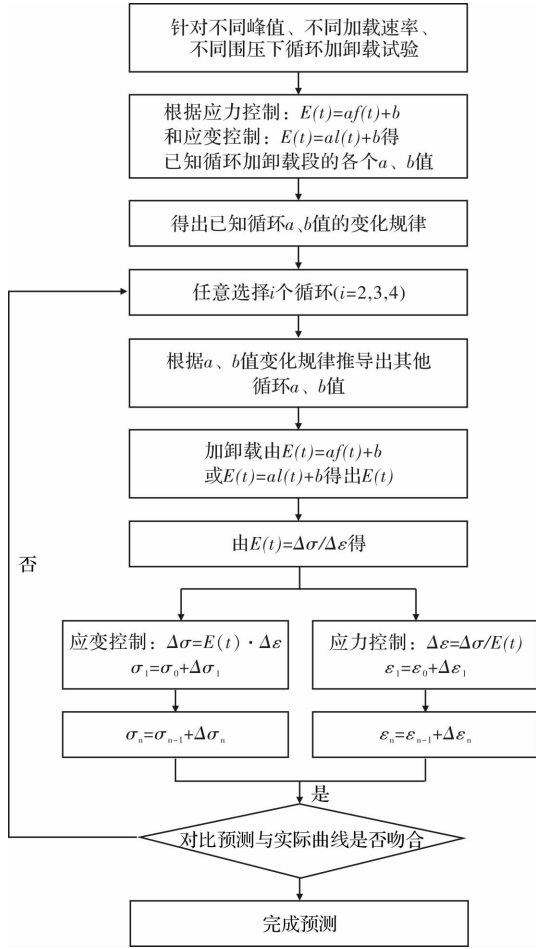 针对不同峰值、不同加载速率、
不同围压下循环加卸载试验
根据应力控制：E(t)=af(t)+b
和应变控制：E(t)=al(t)+b得
已知循环加卸载段的各个a、b值
得出已知循环a、b值的变化规律
任意选择i个循环(i=2,3,4)
根据a、b值变化规律推导出其他
循环a、b值
加卸载由E(t)=af(t)+b
或E(t)=al(t)+b得出E(t)
由E(t)=Δσ/Δε得
否
应变控制：Δσ=E(t)·Δε
σ₁=σ₀+Δσ₁
应力控制：Δε=Δσ/E(t)
ε₁=ε₀+Δε₁
σₙ=σₙ₋₁+Δσₙ
εₙ=εₙ₋₁+Δεₙ
是
对比预测与实际曲线是否吻合
完成预测